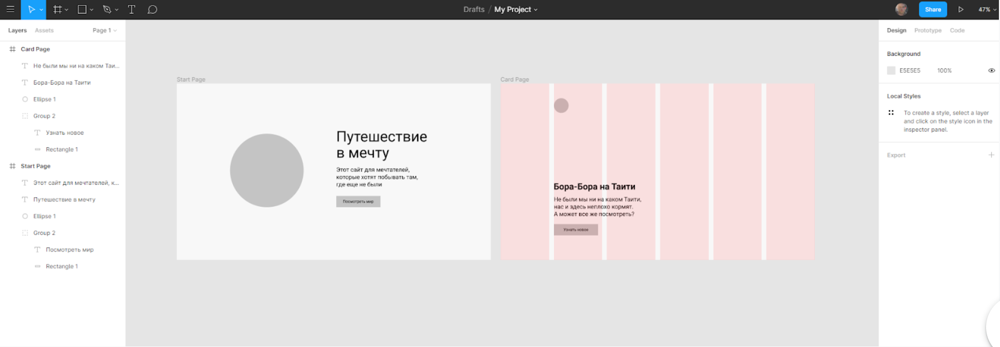 Drafts / My Project
Share
47%
Layers
Assets
Page 1
Card Page
Не были мы ни на каком Таи...
Бора-Бора на Таити
Ellipse 1
Group 2
Узнать новое
Rectangle 1
Start Page
Этот сайт для мечтателей, к...
Путешествие в мечту
Ellipse 1
Group 2
Посмотреть мир
Rectangle 1
Start Page
Путешествие
в мечту
Этот сайт для мечтателей,
которые хотят побывать там,
где еще не были
Посмотреть мир
Card Page
Бора-Бора на Таити
Не были мы ни на каком Таити,
нас и здесь неплохо кормят.
А может все же посмотреть?
Узнать новое
Design
Prototype
Code
Background
E5E5E5
100%
Local Styles
To create a style, select a layer
and click on the style icon in the
inspector panel.
Export